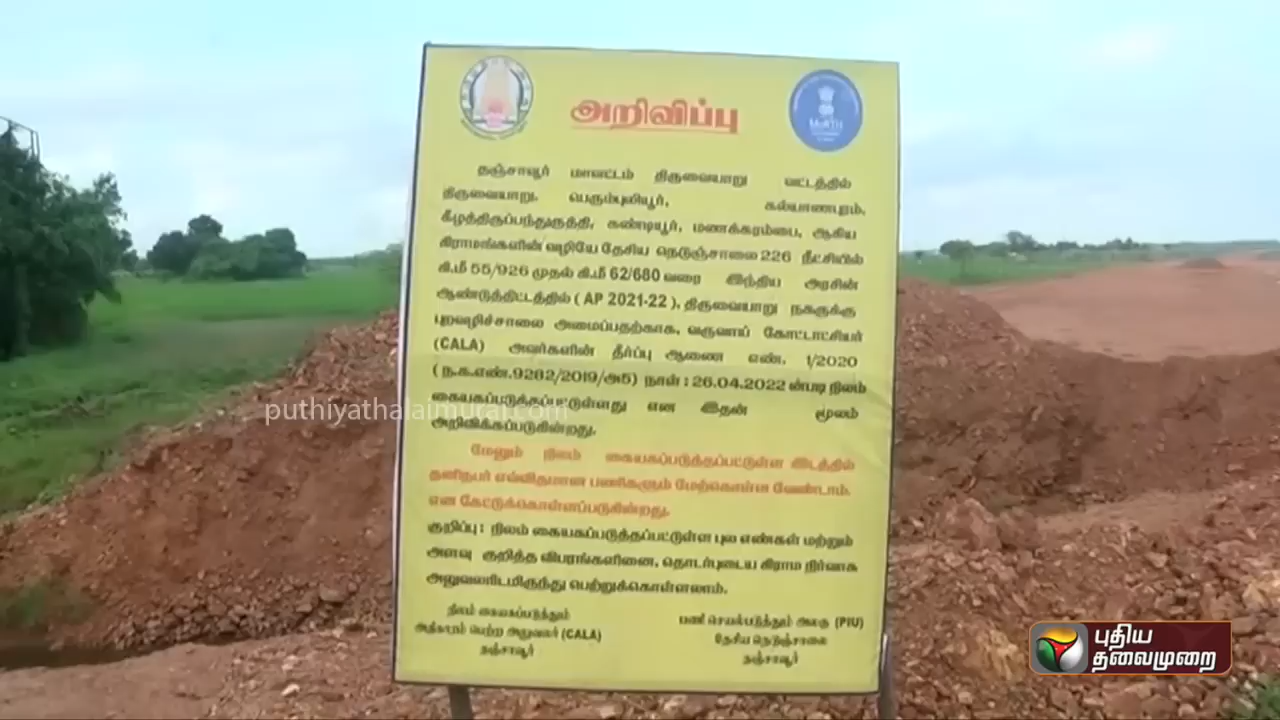 அறிவிப்பு
MoRTH
தஞ்சாவூர் மாவட்டம் திருவையாறு வட்டத்தில்
திருவையாறு, பெரும்புலியூர், கல்யாணபுரம்,
கீழத்திருப்பந்துருத்தி, கண்டியூர், மணக்கரம்பை, ஆகிய
கிராமங்களின் வழியே தேசிய நெடுஞ்சாலை 226 நீட்சியில்
கி.மீ 55/926 முதல் கி.மீ 62/680 வரை இந்திய அரசின்
ஆண்டுத்திட்டத்தில் ( AP 2021-22 ), திருவையாறு நகருக்கு
புறவழிச்சாலை அமைப்பதற்காக, வருவாய் கோட்டாட்சியர்
(CALA) அவர்களின் தீர்ப்பு ஆணை எண். 1/2020
( ந.க.எண்.9282/2019/அ5) நாள் : 26.04.2022 ன்படி நிலம்
கையகப்படுத்தப்பட்டுள்ளது என இதன் மூலம்
அறிவிக்கப்படுகின்றது.
மேலும் நிலம் கையகப்படுத்தப்பட்டுள்ள இடத்தில்
தனிநபர் எவ்விதமான பணிகளும் மேற்கொள்ள வேண்டாம்.
என கேட்டுக்கொள்ளப்படுகின்றது.
குறிப்பு : நிலம் கையகப்படுத்தப்பட்டுள்ள புல எண்கள் மற்றும்
அளவு குறித்த விபரங்களினை, தொடர்புடைய கிராம நிர்வாக
அலுவலரிடமிருந்து பெற்றுக்கொள்ளலாம்.
நிலம் கையகப்படுத்தும்
அதிகாரம் பெற்ற அலுவலர் (CALA)
தஞ்சாவூர்
பணி செயல்படுத்தும் அலகு (PIU)
தேசிய நெடுஞ்சாலை
தஞ்சாவூர்
puthiyathalaimurai.com
புதிய
தலைமுறை